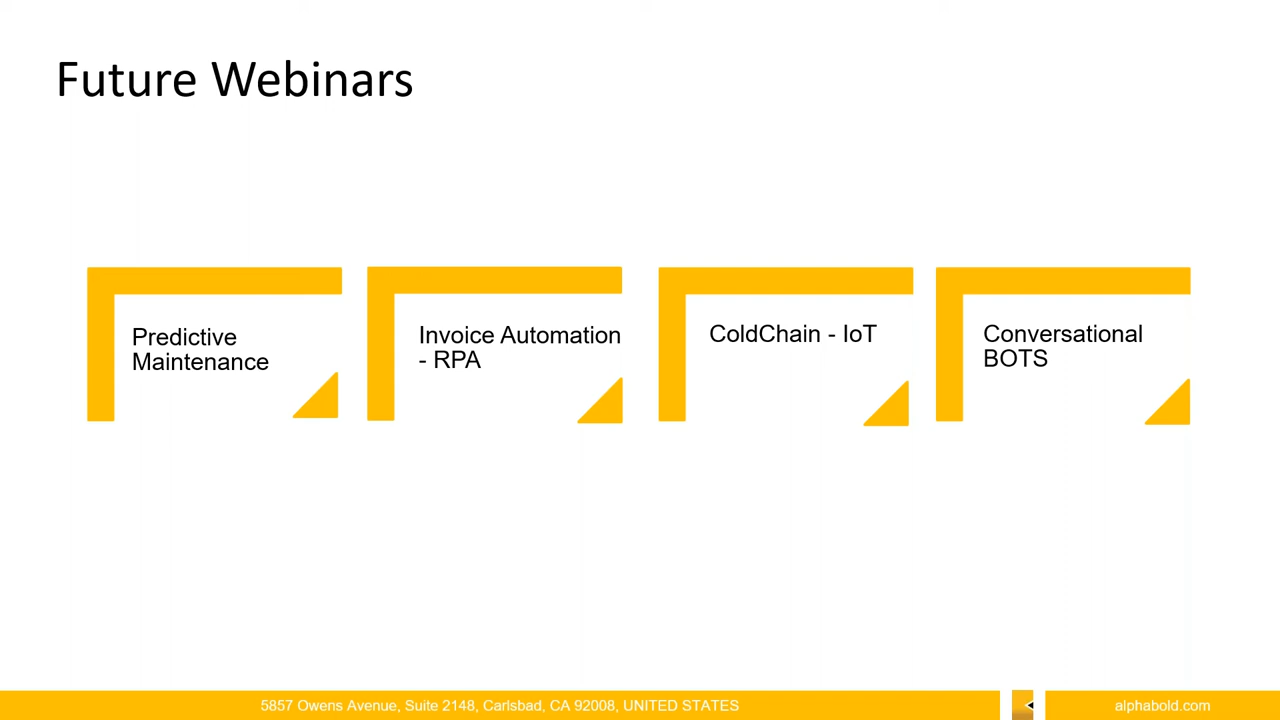 Future Webinars
Predictive
Maintenance
Invoice Automation
- RPA
ColdChain - IoT
Conversational
BOTS
5857 Owens Avenue, Suite 2148, Carlsbad, CA 92008, UNITED STATES
alphabold.com